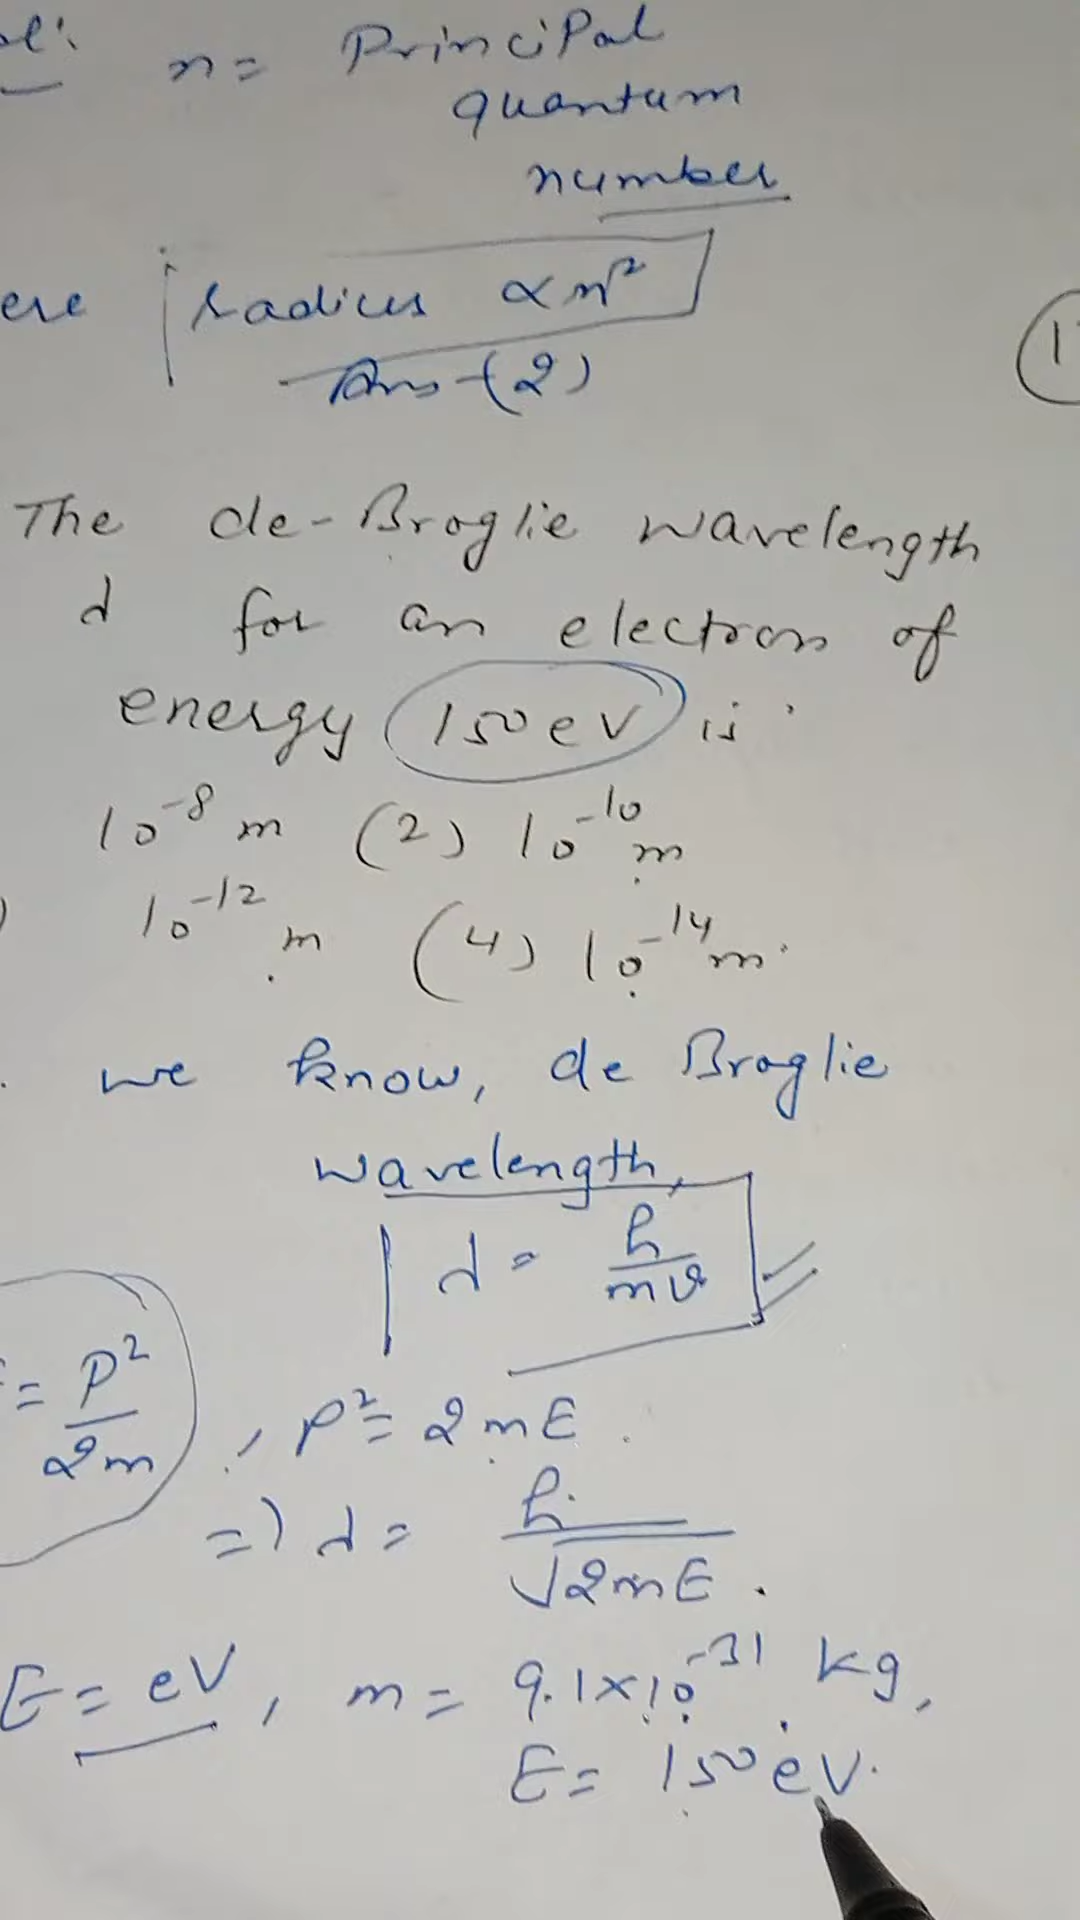 n = Principal
quantum
number
radius ∝ n²
Ans-(2)
The de-Broglie wavelength
λ for an electron of
energy 150 eV is
10⁻⁸ m (2) 10⁻¹⁰ m
) 10⁻¹² m (4) 10⁻¹⁴ m.
we know, de Broglie
wavelength,
λ = h/mv
= P²/2m, p² = 2mE.
=) λ = h/√2mE.
E = eV, m = 9.1×10⁻³¹ kg,
E = 150 eV.